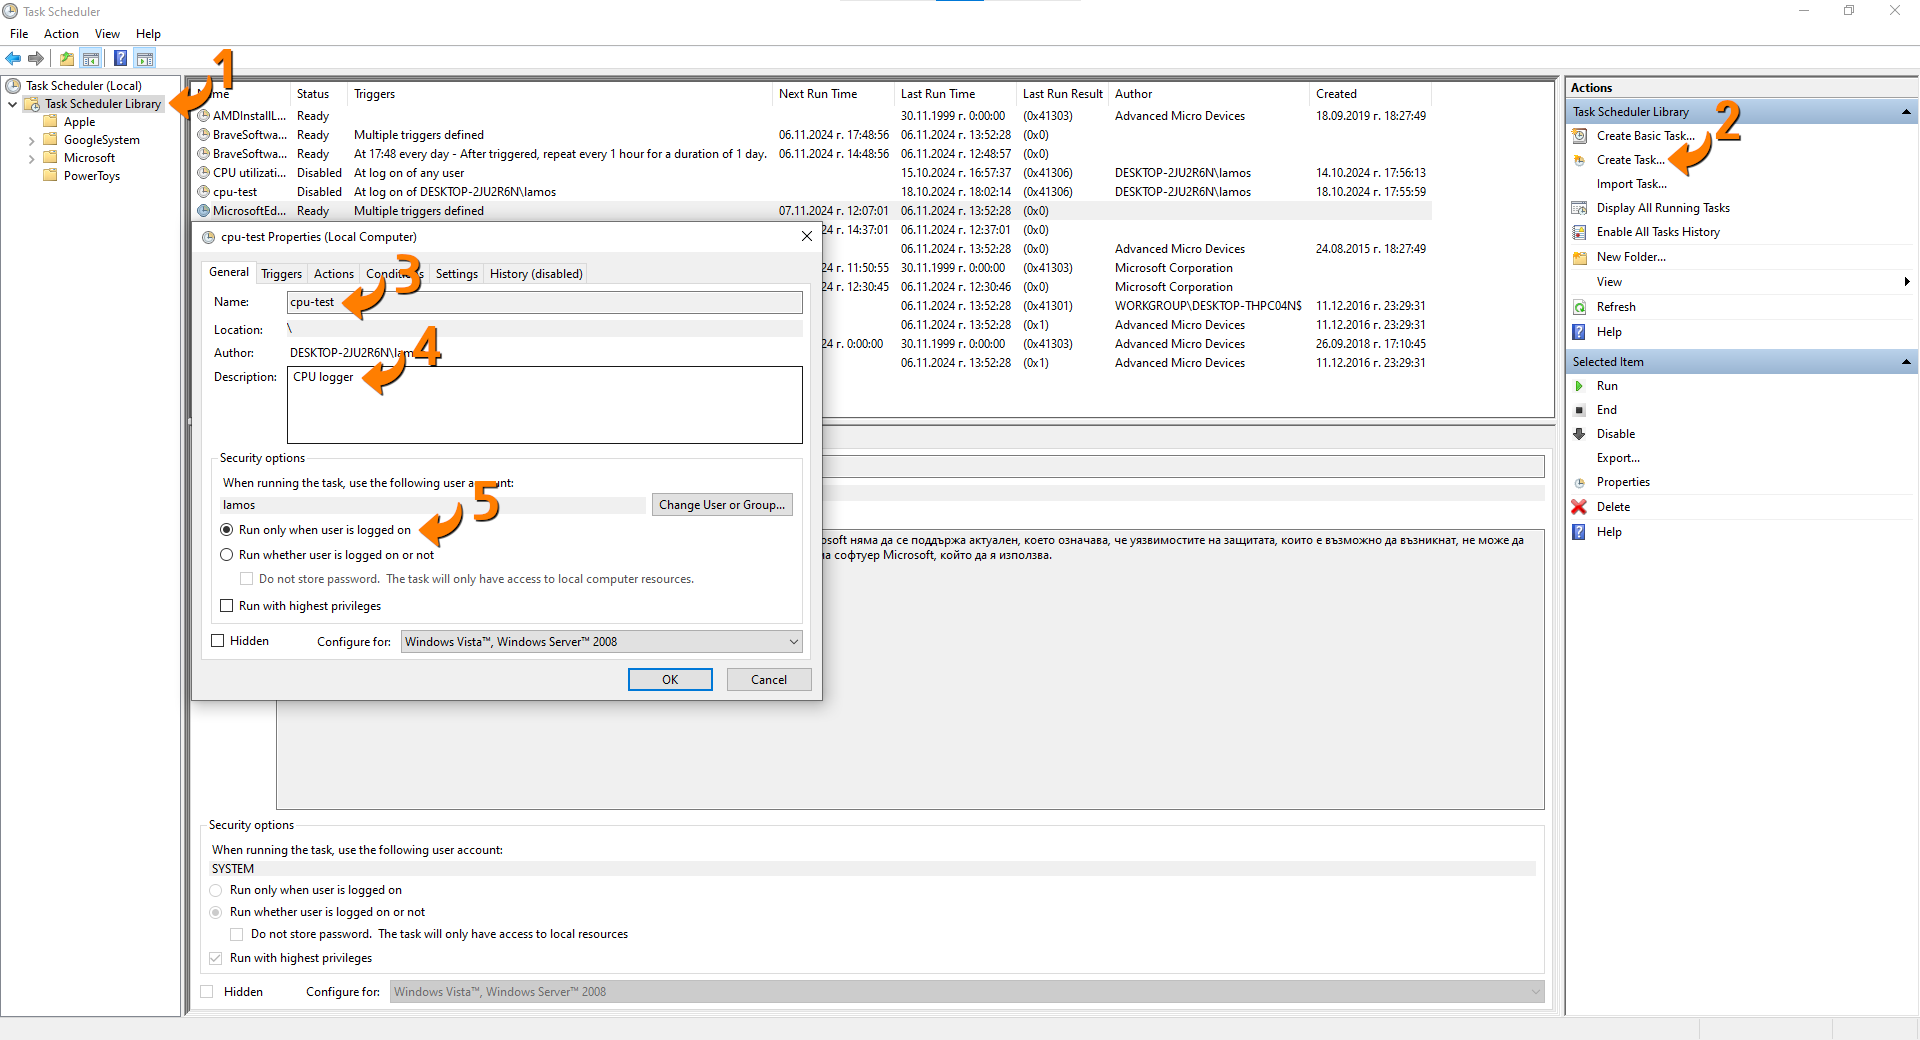 Task Scheduler
File Action View Help
Task Scheduler (Local)
Task Scheduler Library
Apple
GoogleSystem
Microsoft
PowerToys
1
Status Triggers Next Run Time Last Run Time Last Run Result Author Created
AMDInstallL... Ready 30.11.1999 г. 0:00:00 (0x41303) Advanced Micro Devices 18.09.2019 г. 18:27:49
BraveSoftwa... Ready Multiple triggers defined 06.11.2024 г. 17:48:56 06.11.2024 г. 13:52:28 (0x0)
BraveSoftwa... Ready At 17:48 every day - After triggered, repeat every 1 hour for a duration of 1 day. 06.11.2024 г. 14:48:56 06.11.2024 г. 12:48:57 (0x0)
CPU utilizati... Disabled At log on of any user 15.10.2024 г. 16:57:37 (0x41306) DESKTOP-2JU2R6N\lamos 14.10.2024 г. 17:56:13
cpu-test Disabled At log on of DESKTOP-2JU2R6N\lamos 18.10.2024 г. 18:02:14 (0x41306) DESKTOP-2JU2R6N\lamos 18.10.2024 г. 17:55:59
MicrosoftEd... Ready Multiple triggers defined 07.11.2024 г. 12:07:01 06.11.2024 г. 13:52:28 (0x0)
24 г. 14:37:01 06.11.2024 г. 12:37:01 (0x0)
06.11.2024 г. 13:52:28 (0x0) Advanced Micro Devices 24.08.2015 г. 18:27:49
24 г. 11:50:55 30.11.1999 г. 0:00:00 (0x41303) Microsoft Corporation
24 г. 12:30:45 06.11.2024 г. 12:30:46 (0x0) Microsoft Corporation
06.11.2024 г. 13:52:28 (0x41301) WORKGROUP\DESKTOP-THPC04N$ 11.12.2016 г. 23:29:31
06.11.2024 г. 13:52:28 (0x1) Advanced Micro Devices 11.12.2016 г. 23:29:31
24 г. 0:00:00 30.11.1999 г. 0:00:00 (0x41303) Advanced Micro Devices 26.09.2018 г. 17:10:45
06.11.2024 г. 13:52:28 (0x1) Advanced Micro Devices 11.12.2016 г. 23:29:31
cpu-test Properties (Local Computer)
General Triggers Actions Settings History (disabled)
Name: cpu-test
3
Location: \
Author: DESKTOP-2JU2R6N\lam
4
Description: CPU logger
Security options
When running the task, use the following user account:
lamos Change User or Group...
5
Run only when user is logged on
Run whether user is logged on or not
Do not store password. The task will only have access to local computer resources.
Run with highest privileges
Hidden Configure for: Windows Vista™, Windows Server™ 2008
OK Cancel
osoft няма да се поддържа актуален, което означава, че уязвимостите на защитата, които е възможно да възникнат, не може да
а софтуер Microsoft, който да я използва.
Security options
When running the task, use the following user account:
SYSTEM
Run only when user is logged on
Run whether user is logged on or not
Do not store password. The task will only have access to local resources
Run with highest privileges
Hidden Configure for: Windows Vista™, Windows Server™ 2008
Actions
Task Scheduler Library
2
Create Basic Task...
Create Task...
Import Task...
Display All Running Tasks
Enable All Tasks History
New Folder...
View
Refresh
Help
Selected Item
Run
End
Disable
Export...
Properties
Delete
Help